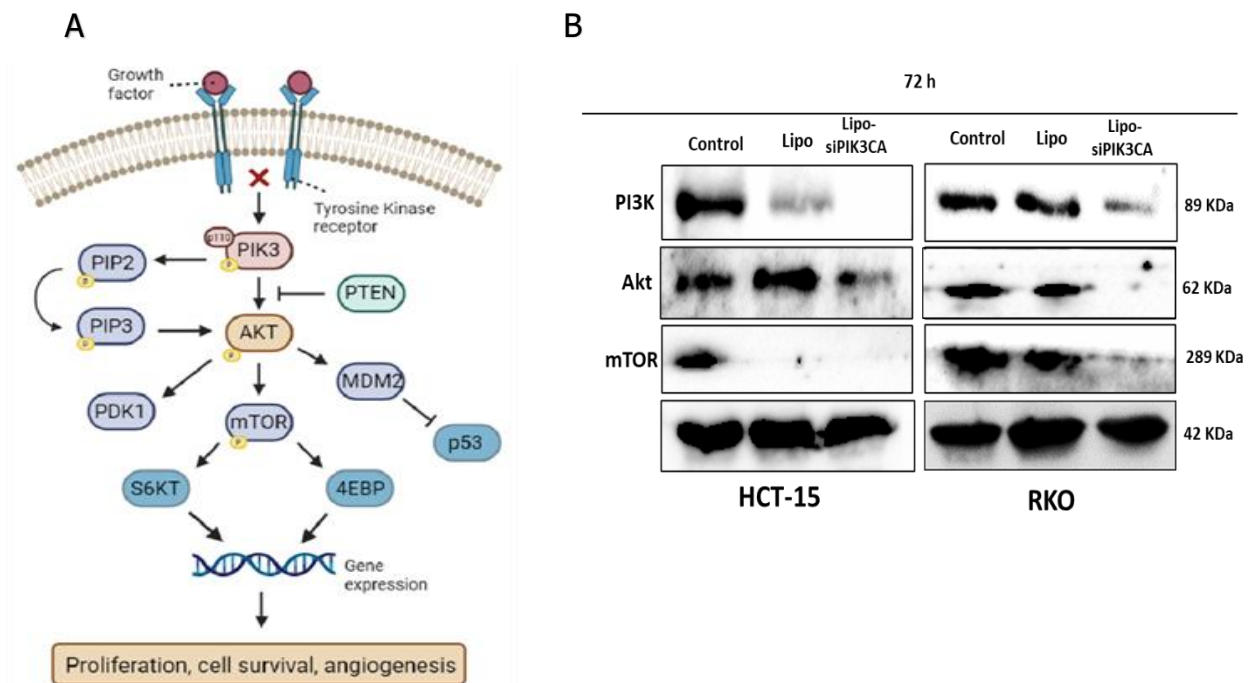 A
Growth
factor
Tyrosine Kinase
receptor
p110
PIK3
P
PIP2
P
PTEN
PIP3
P
AKT
P
MDM2
PDK1
mTOR
P
p53
S6KT
4EBP
Gene
expression
Proliferation, cell survival, angiogenesis
B
72 h
Control Lipo Lipo-
siPIK3CA
Control Lipo Lipo-
siPIK3CA
PI3K 89 KDa
Akt 62 KDa
mTOR 289 KDa
42 KDa
HCT-15 RKO